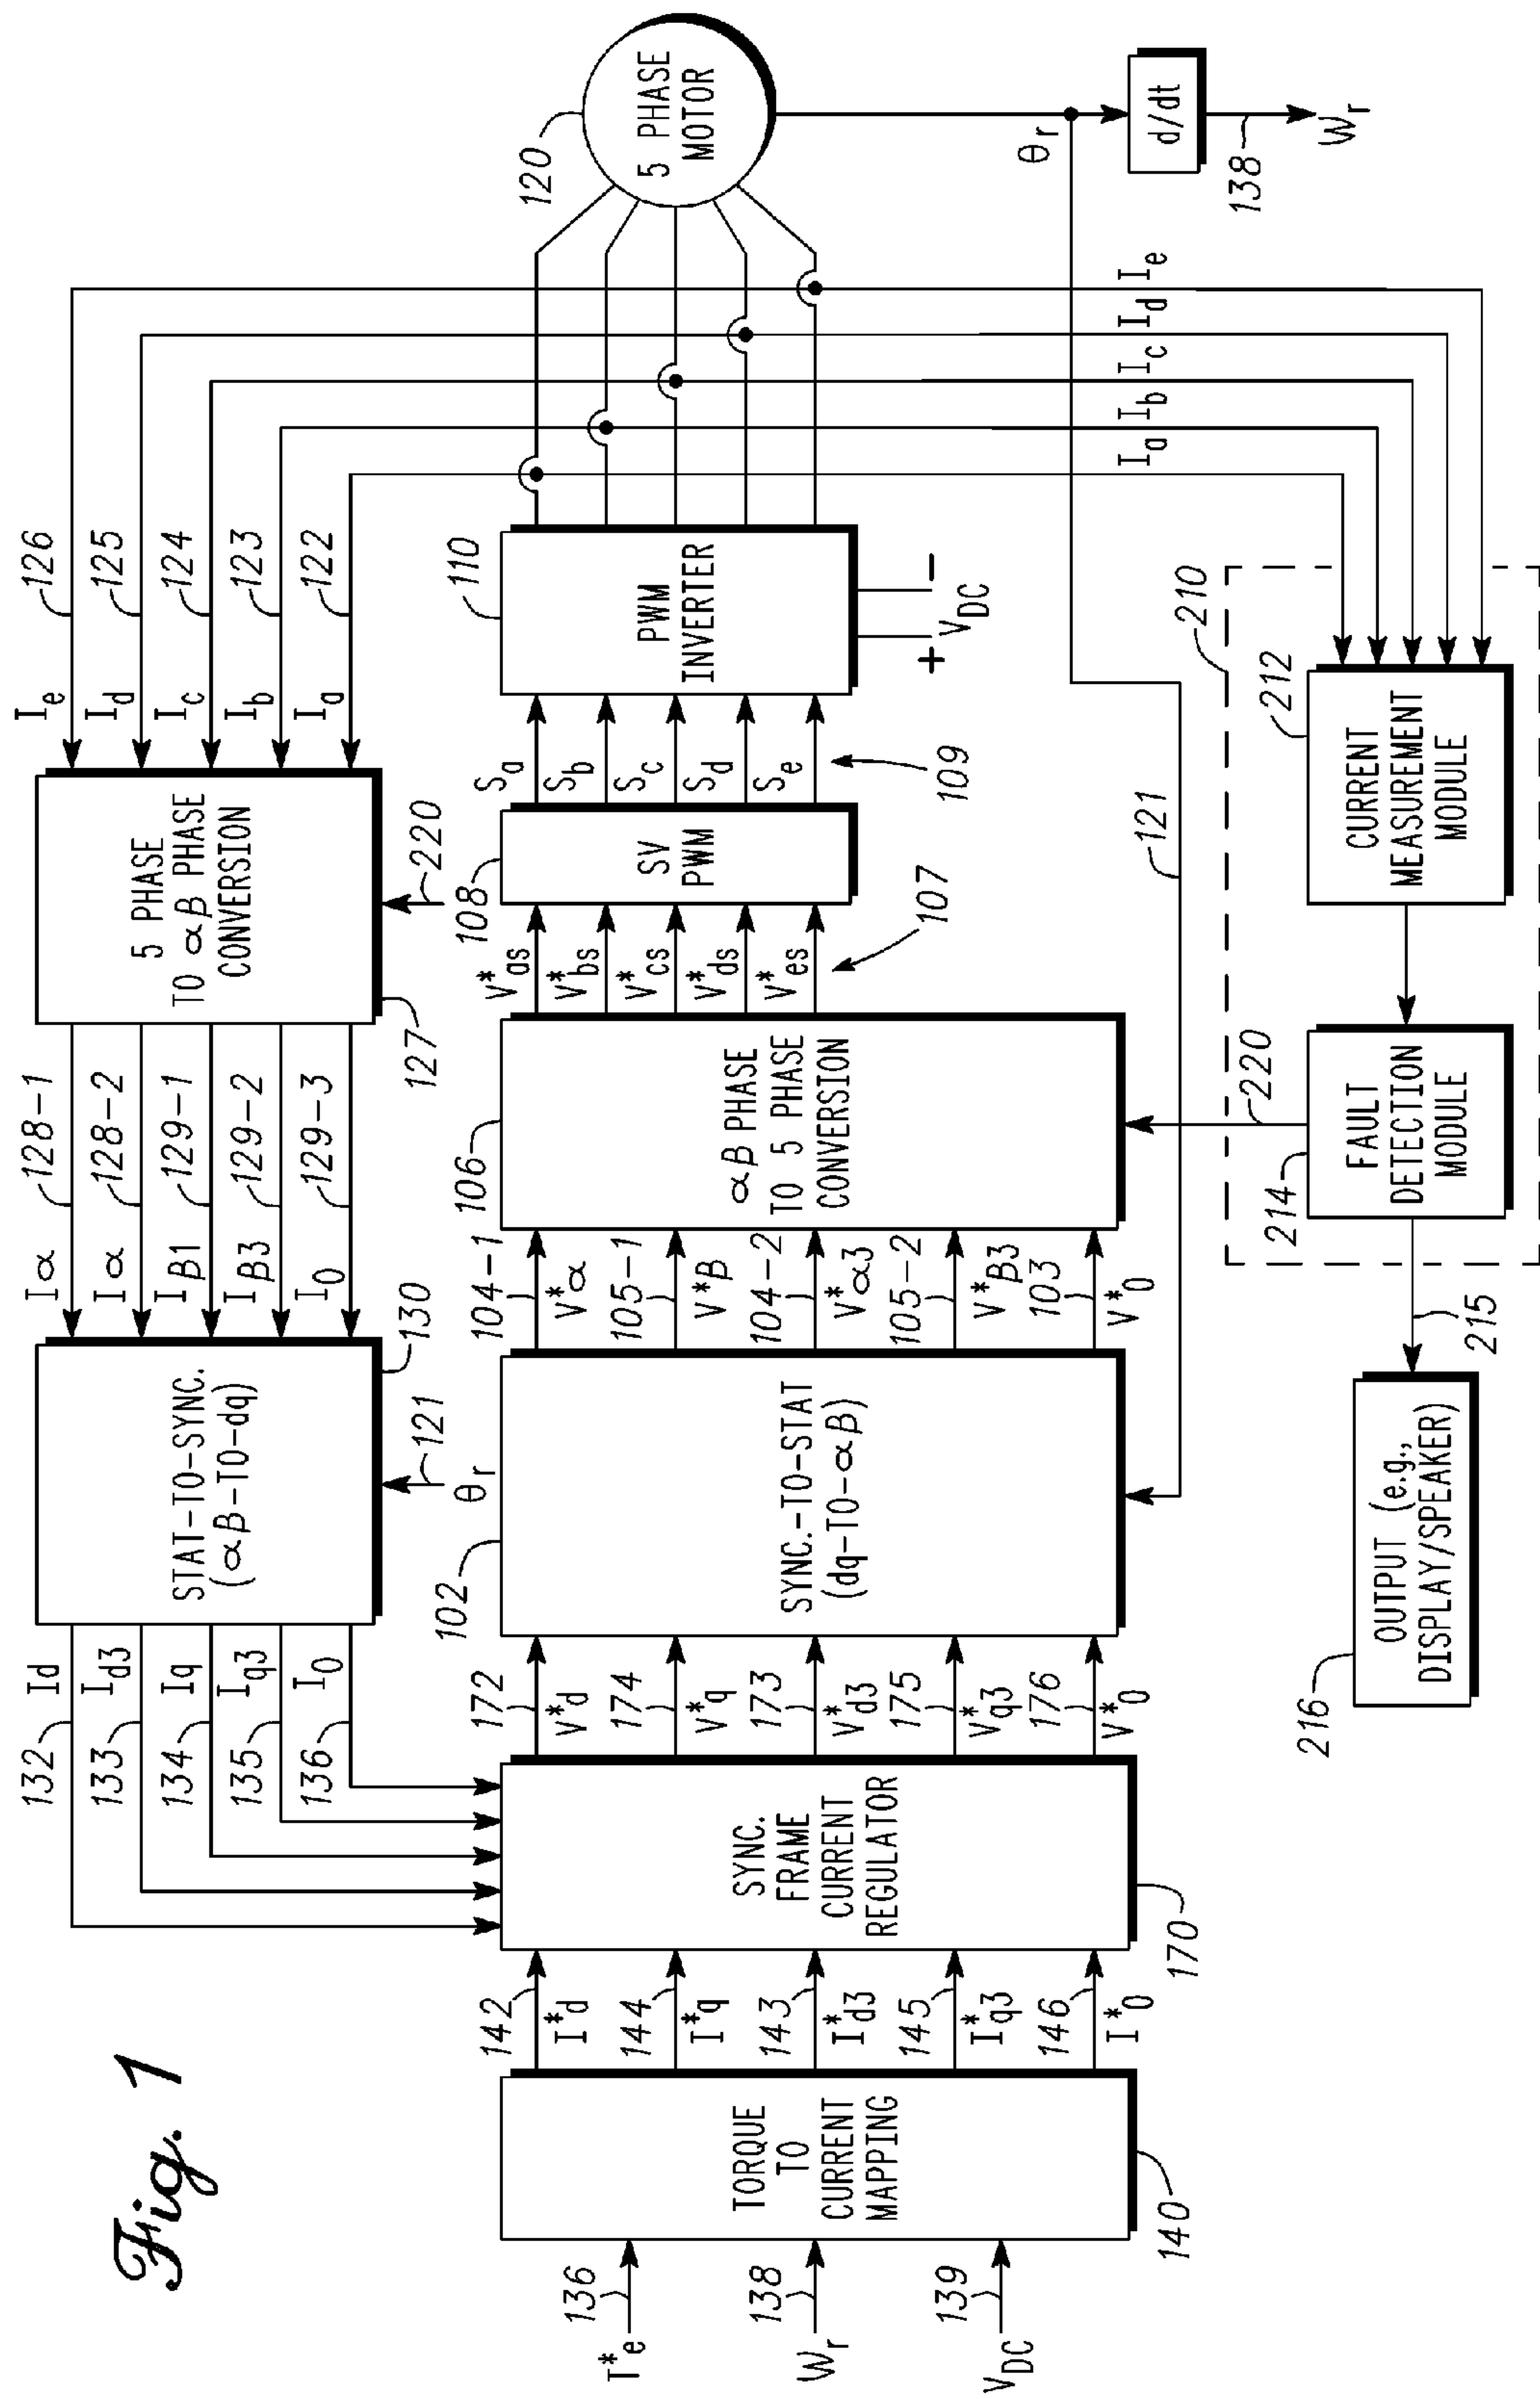 Fig. 1
132
Id
133
Id3
134
Iq
135
Iq3
136
I0
STAT-TO-SYNC.
(αβ-TO-dq)
130
121
θr
Iα
128-1
Iα
128-2
Iβ1
129-1
Iβ3
129-2
I0
129-3
5 PHASE
TO αβ PHASE
CONVERSION
127
220
Ie
126
Id
125
Ic
124
Ib
123
Ia
122
T*e
136
Wr
138
VDC
139
TORQUE
TO
CURRENT
MAPPING
140
142
I*d
144
I*q
143
I*d3
145
I*q3
146
I*0
SYNC.
FRAME
CURRENT
REGULATOR
170
172
V*d
174
V*q
173
V*d3
175
V*q3
176
V*0
102
SYNC.-TO-STAT
(dq-TO-αβ)
104-1
V*α
105-1
V*β
104-2
V*α3
105-2
V*β3
103
V*0
106
αβ PHASE
TO 5 PHASE
CONVERSION
V*as
V*bs
V*cs
V*ds
V*es
107
108
SV
PWM
Sa
Sb
Sc
Sd
Se
109
110
PWM
INVERTER
+ VDC −
120
5 PHASE
MOTOR
θr
d/dt
138
Wr
121
Ia
Ib
Ic
Id
Ie
210
212
CURRENT
MEASUREMENT
MODULE
214
FAULT
DETECTION
MODULE
220
215
216
OUTPUT (e.g.,
DISPLAY/SPEAKER)